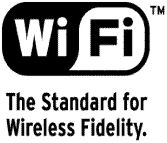 Wi Fi™
The Standard for
Wireless Fidelity.